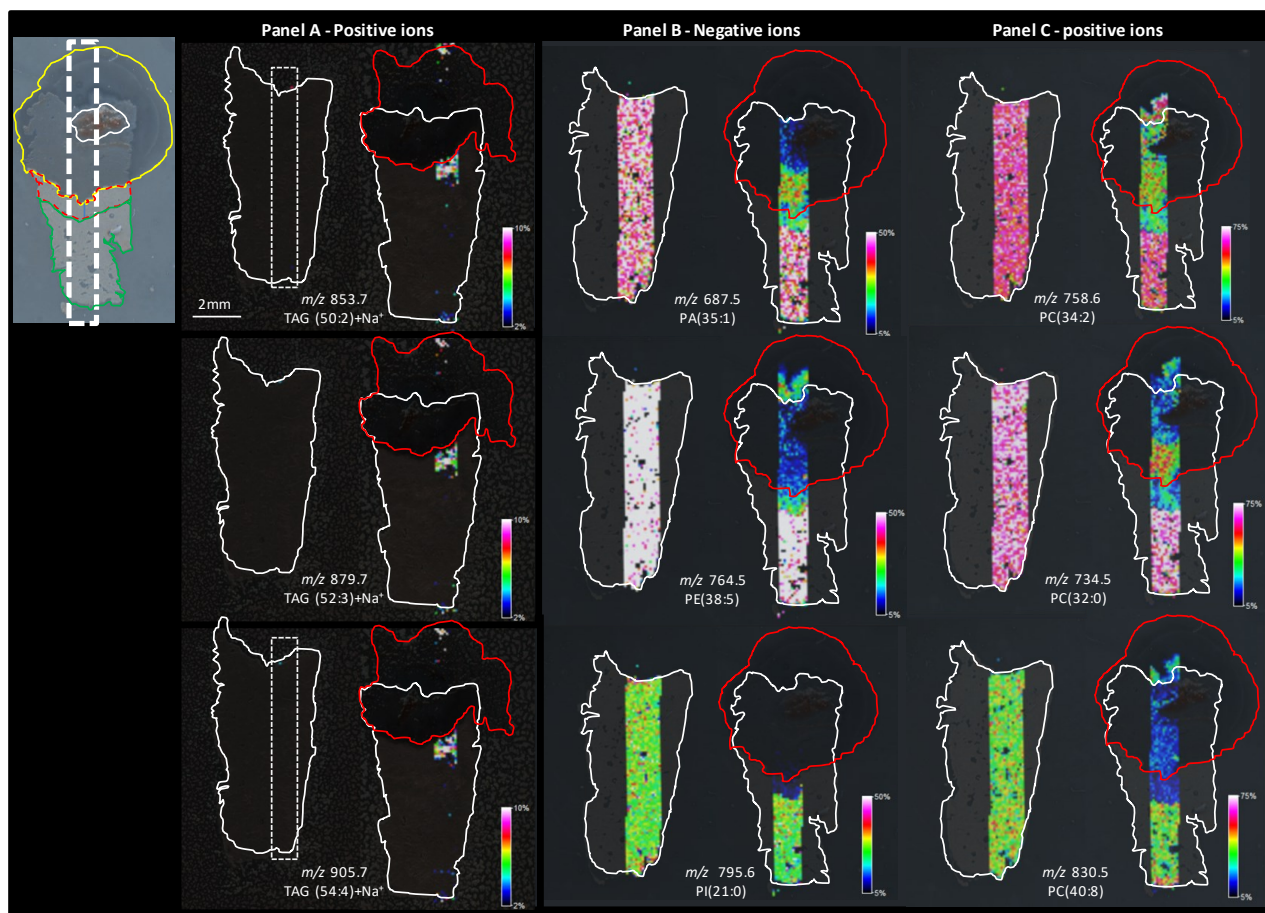 Panel A - Positive ions
Panel B - Negative ions
Panel C - positive ions
10%
2%
2mm
m/z 853.7
TAG (50:2)+Na⁺
50%
5%
m/z 687.5
PA(35:1)
75%
5%
m/z 758.6
PC(34:2)
10%
2%
m/z 879.7
TAG (52:3)+Na⁺
50%
5%
m/z 764.5
PE(38:5)
75%
5%
m/z 734.5
PC(32:0)
10%
2%
m/z 905.7
TAG (54:4)+Na⁺
50%
5%
m/z 795.6
PI(21:0)
75%
5%
m/z 830.5
PC(40:8)